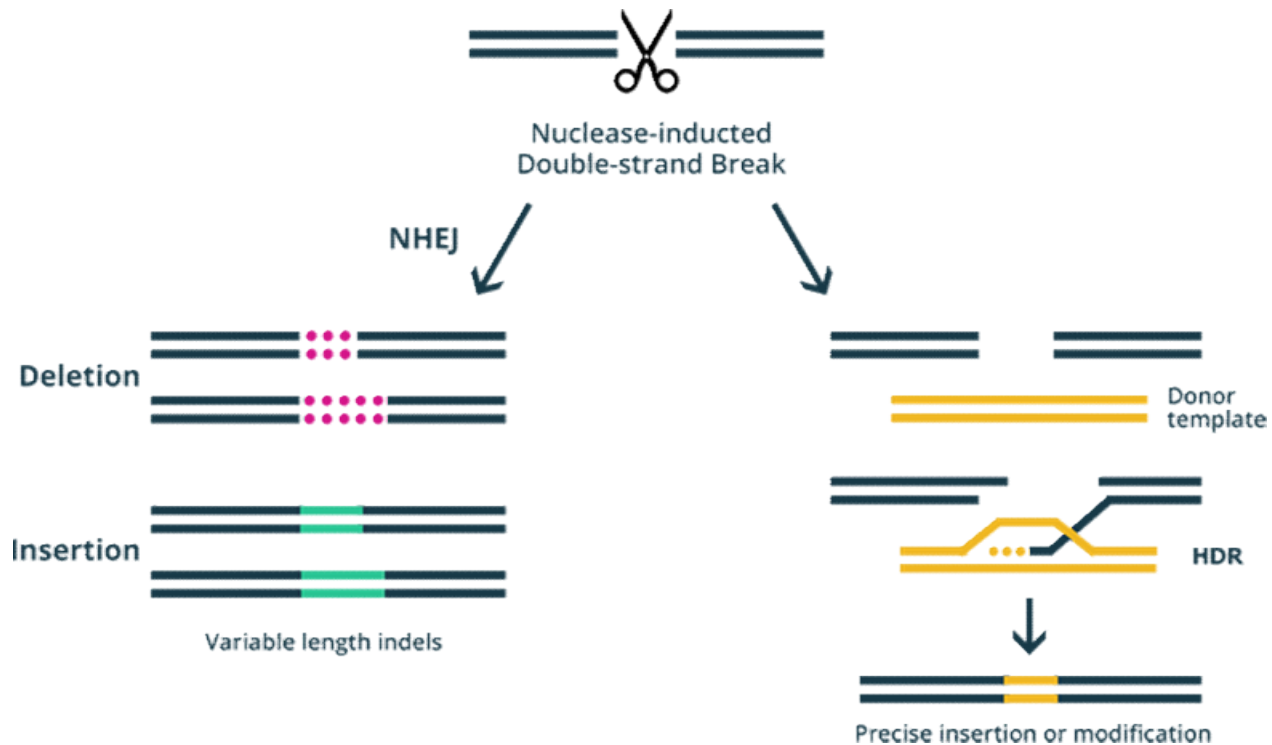 Nuclease-inducted
Double-strand Break
NHEJ
Deletion
Insertion
Variable length indels
Donor
template
HDR
Precise insertion or modification